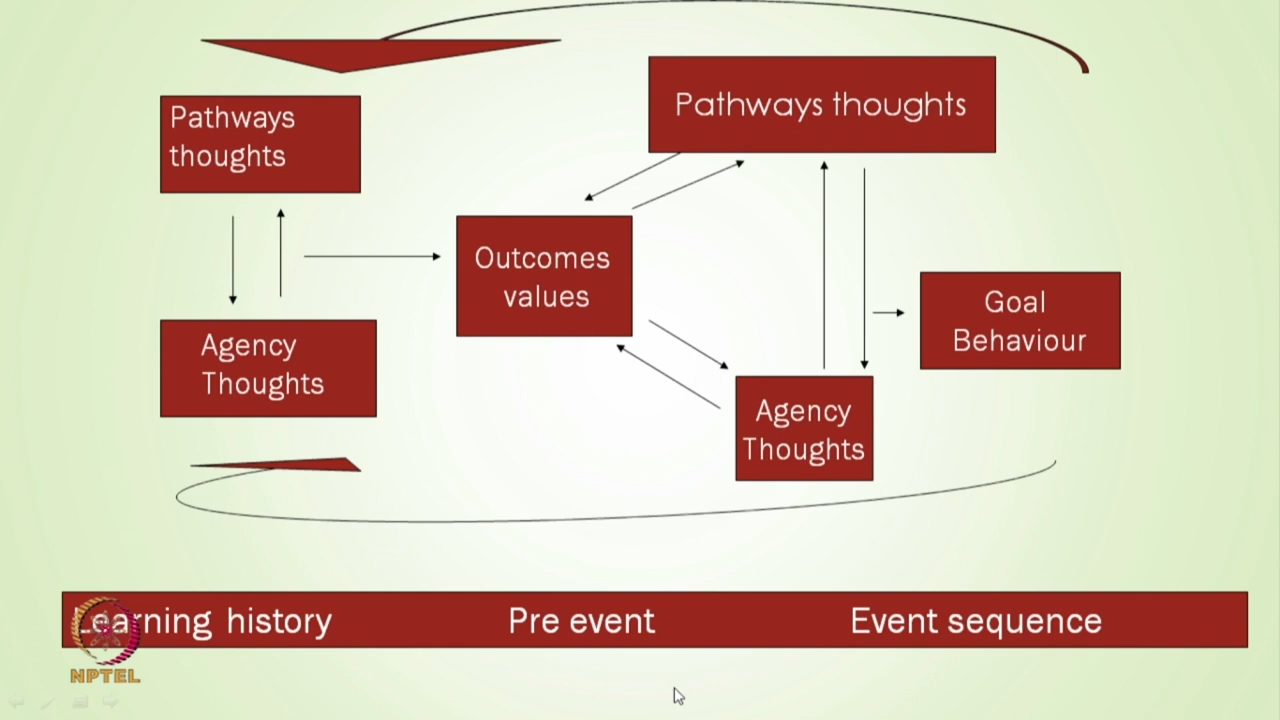 Pathways
thoughts
Pathways thoughts
Outcomes
values
Agency
Thoughts
Goal
Behaviour
Agency
Thoughts
Learning history
Pre event
Event sequence
NPTEL